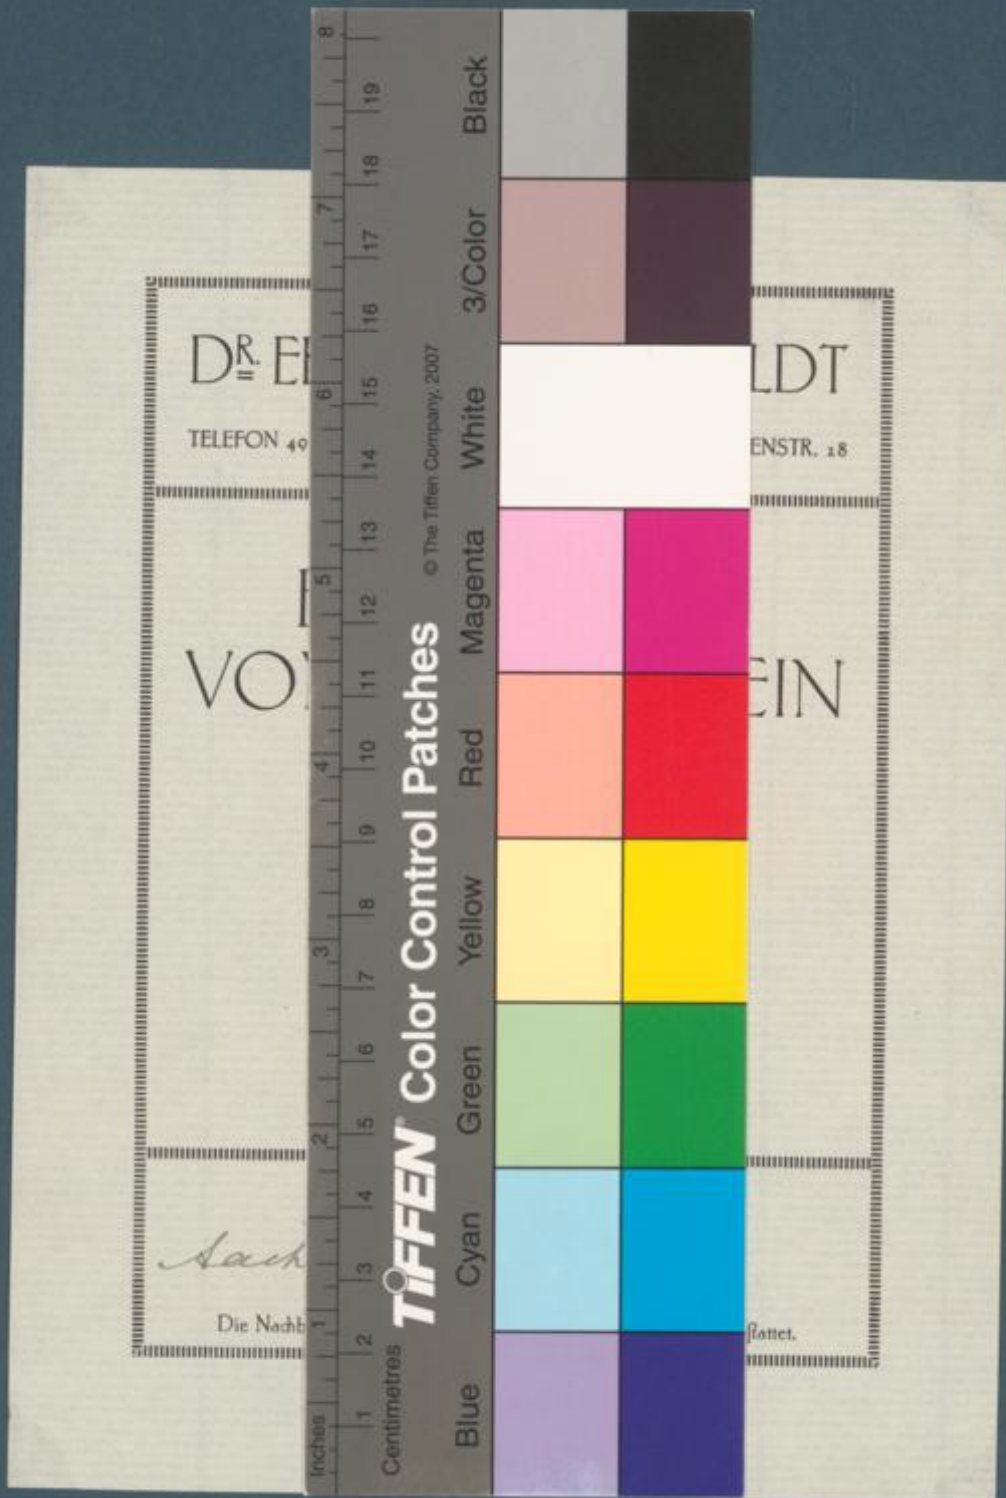 DR. E
LDT
TELEFON 49
ENSTR. 28
VO
EIN
Die Nachb
stattet.
Inches
1
2
3
4
5
6
7
8
Centimetres
1
2
3
4
5
6
7
8
9
10
11
12
13
14
15
16
17
18
19
TIFFEN® Color Control Patches
© The Tiffen Company, 2007
Blue
Cyan
Green
Yellow
Red
Magenta
White
3/Color
Black